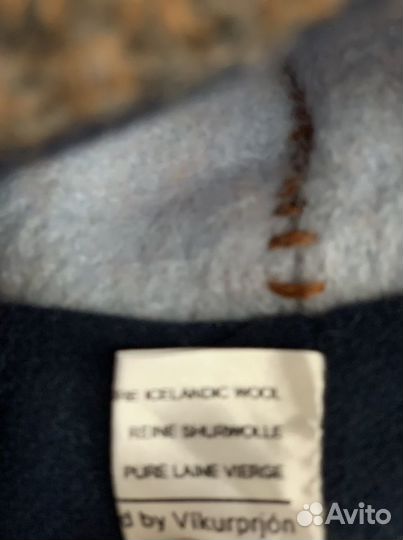 RE ICELANDIC WOOL
REINE SHURWOLLE
PURE LAINE VIERGE
d by Víkurprjón
Avito